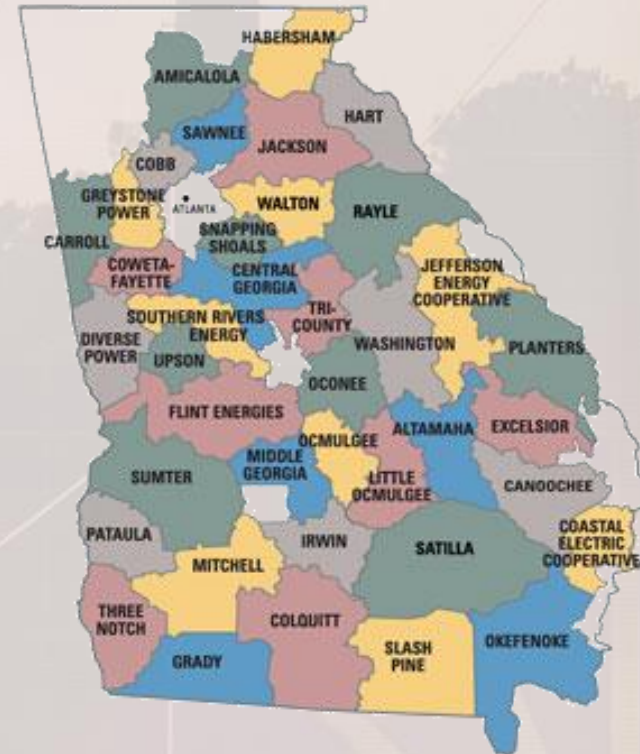 HABERSHAM
AMICALOLA
HART
SAWNEE
JACKSON
COBB
GREYSTONE
POWER
ATLANTA
WALTON
RAYLE
SNAPPING
SHOALS
CARROLL
COWETA-
FAYETTE
CENTRAL
GEORGIA
JEFFERSON
ENERGY
COOPERATIVE
SOUTHERN RIVERS
ENERGY
TRI-
COUNTY
DIVERSE
POWER
UPSON
WASHINGTON
PLANTERS
OCONEE
FLINT ENERGIES
OCMULGEE
ALTAMAHA
EXCELSIOR
MIDDLE
GEORGIA
SUMTER
LITTLE
OCMULGEE
CANOOCHEE
PATAULA
IRWIN
SATILLA
COASTAL
ELECTRIC
COOPERATIVE
MITCHELL
THREE
NOTCH
COLQUITT
GRADY
SLASH
PINE
OKEFENOKE